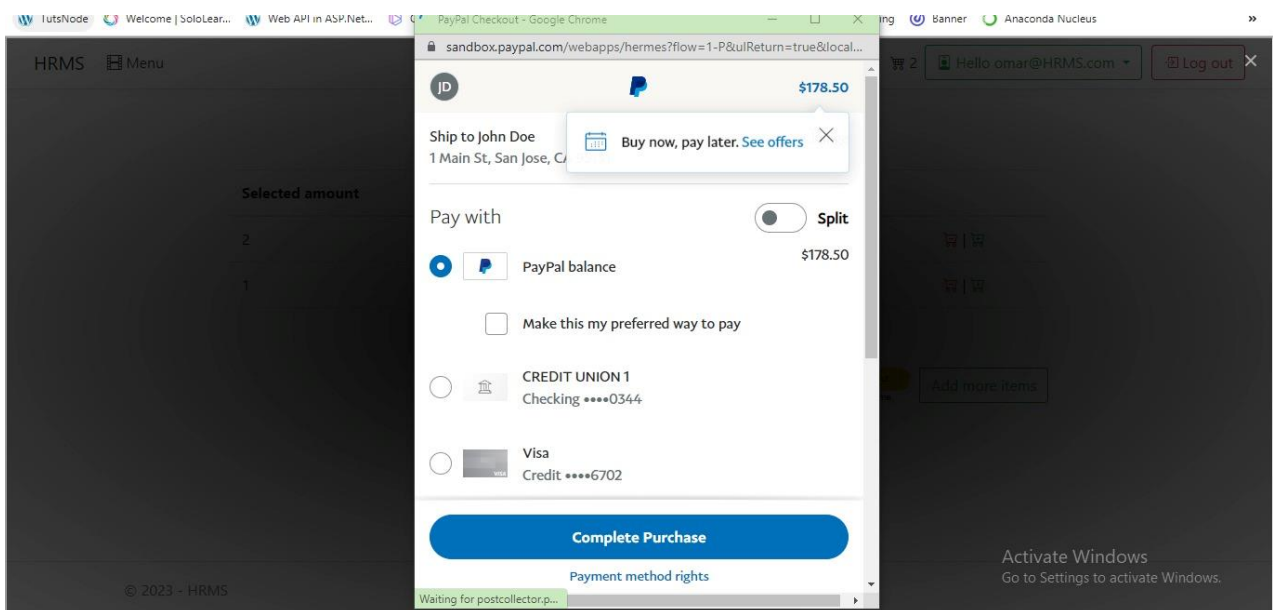 TutsNode Welcome | SoloLear... Web API in ASP.Net... PayPal Checkout - Google Chrome ing Banner Anaconda Nucleus »
sandbox.paypal.com/webapps/hermes?flow=1-P&ulReturn=true&local...
HRMS Menu 2 Hello omar@HRMS.com Log out
JD $178.50
Ship to John Doe
1 Main St, San Jose, CA
Buy now, pay later. See offers
Selected amount
Pay with Split
2
$178.50
PayPal balance
1
Make this my preferred way to pay
CREDIT UNION 1
Checking ••••0344
Add more items
Visa
Credit ••••6702
VISA
Complete Purchase
Payment method rights
Activate Windows
Go to Settings to activate Windows.
© 2023 - HRMS
Waiting for postcollector.p...